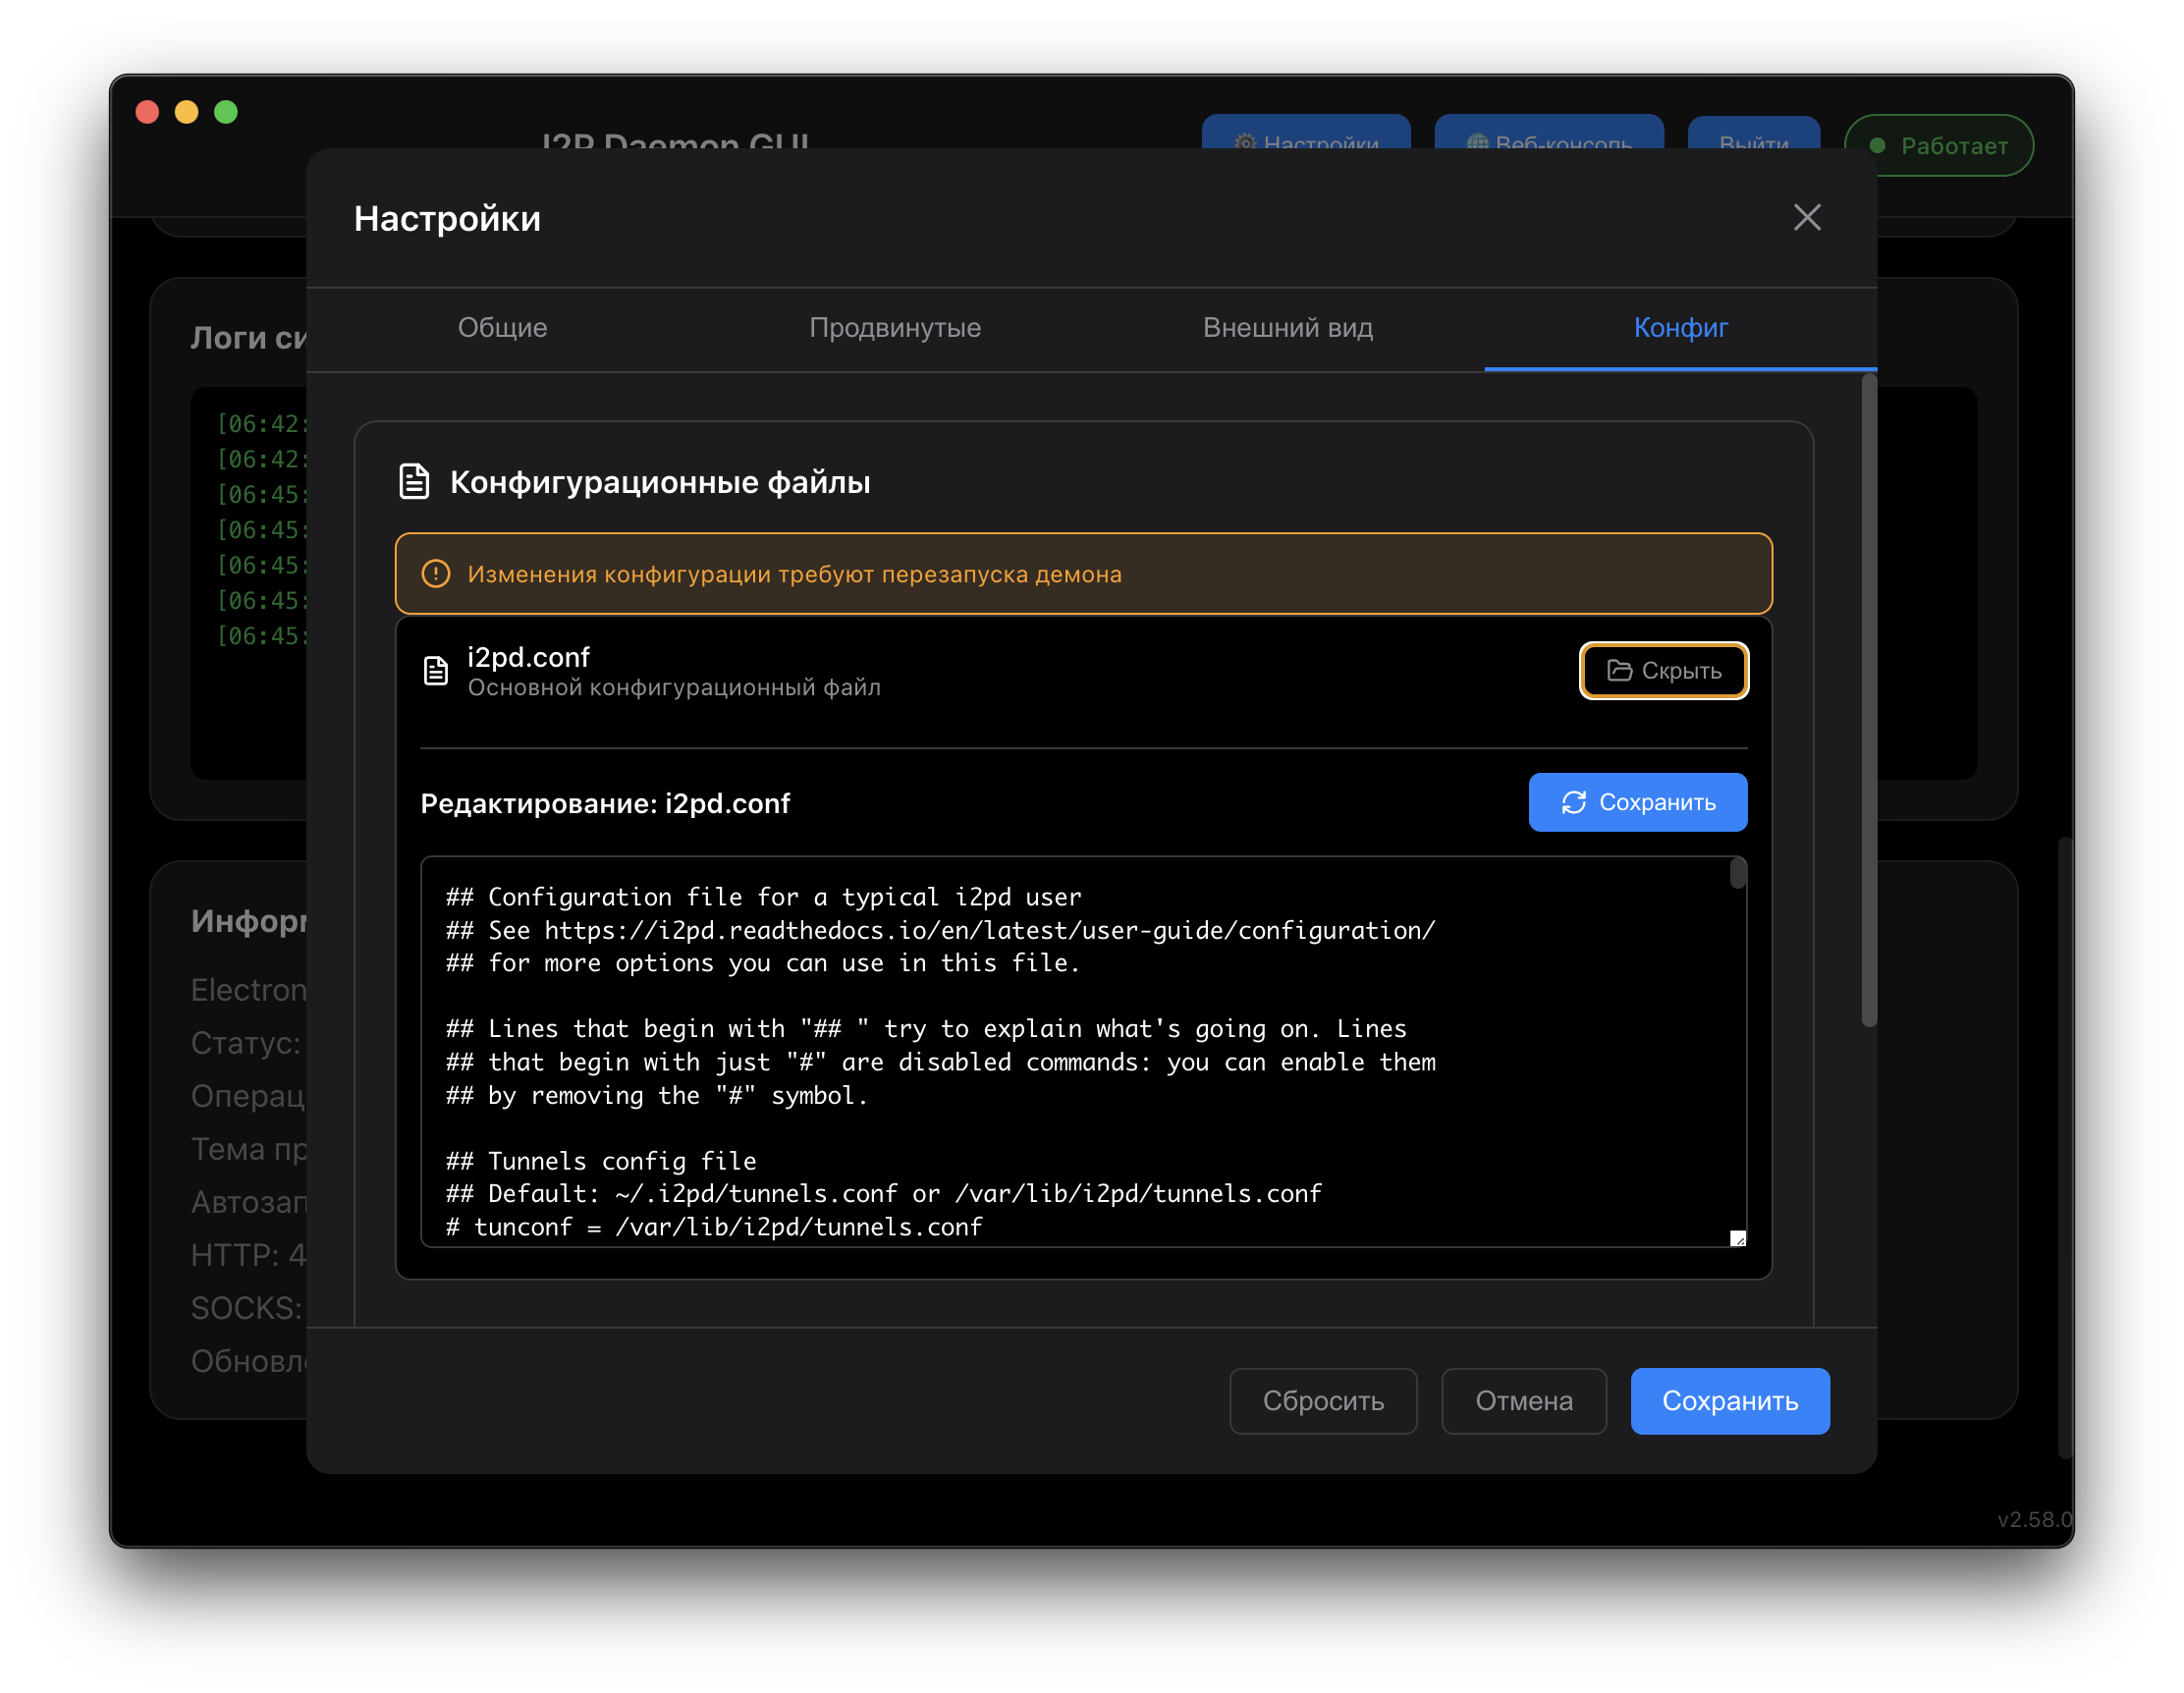 I2P Daemon GUI
Настройки
Веб-консоль
Выйти
Работает
Настройки
Общие
Продвинутые
Внешний вид
Конфиг
Логи
[06:42:
[06:42:
[06:45:
[06:45:
[06:45:
[06:45:
[06:45:
Конфигурационные файлы
Изменения конфигурации требуют перезапуска демона
i2pd.conf
Основной конфигурационный файл
Скрыть
Редактирование: i2pd.conf
Сохранить
## Configuration file for a typical i2pd user
## See https://i2pd.readthedocs.io/en/latest/user-guide/configuration/
## for more options you can use in this file.
## Lines that begin with "## " try to explain what's going on. Lines
## that begin with just "#" are disabled commands: you can enable them
## by removing the "#" symbol.
## Tunnels config file
## Default: ~/.i2pd/tunnels.conf or /var/lib/i2pd/tunnels.conf
# tunconf = /var/lib/i2pd/tunnels.conf
Electron
Статус:
Тема
HTTP: 4
SOCKS:
Сбросить
Отмена
Сохранить
v2.58.0